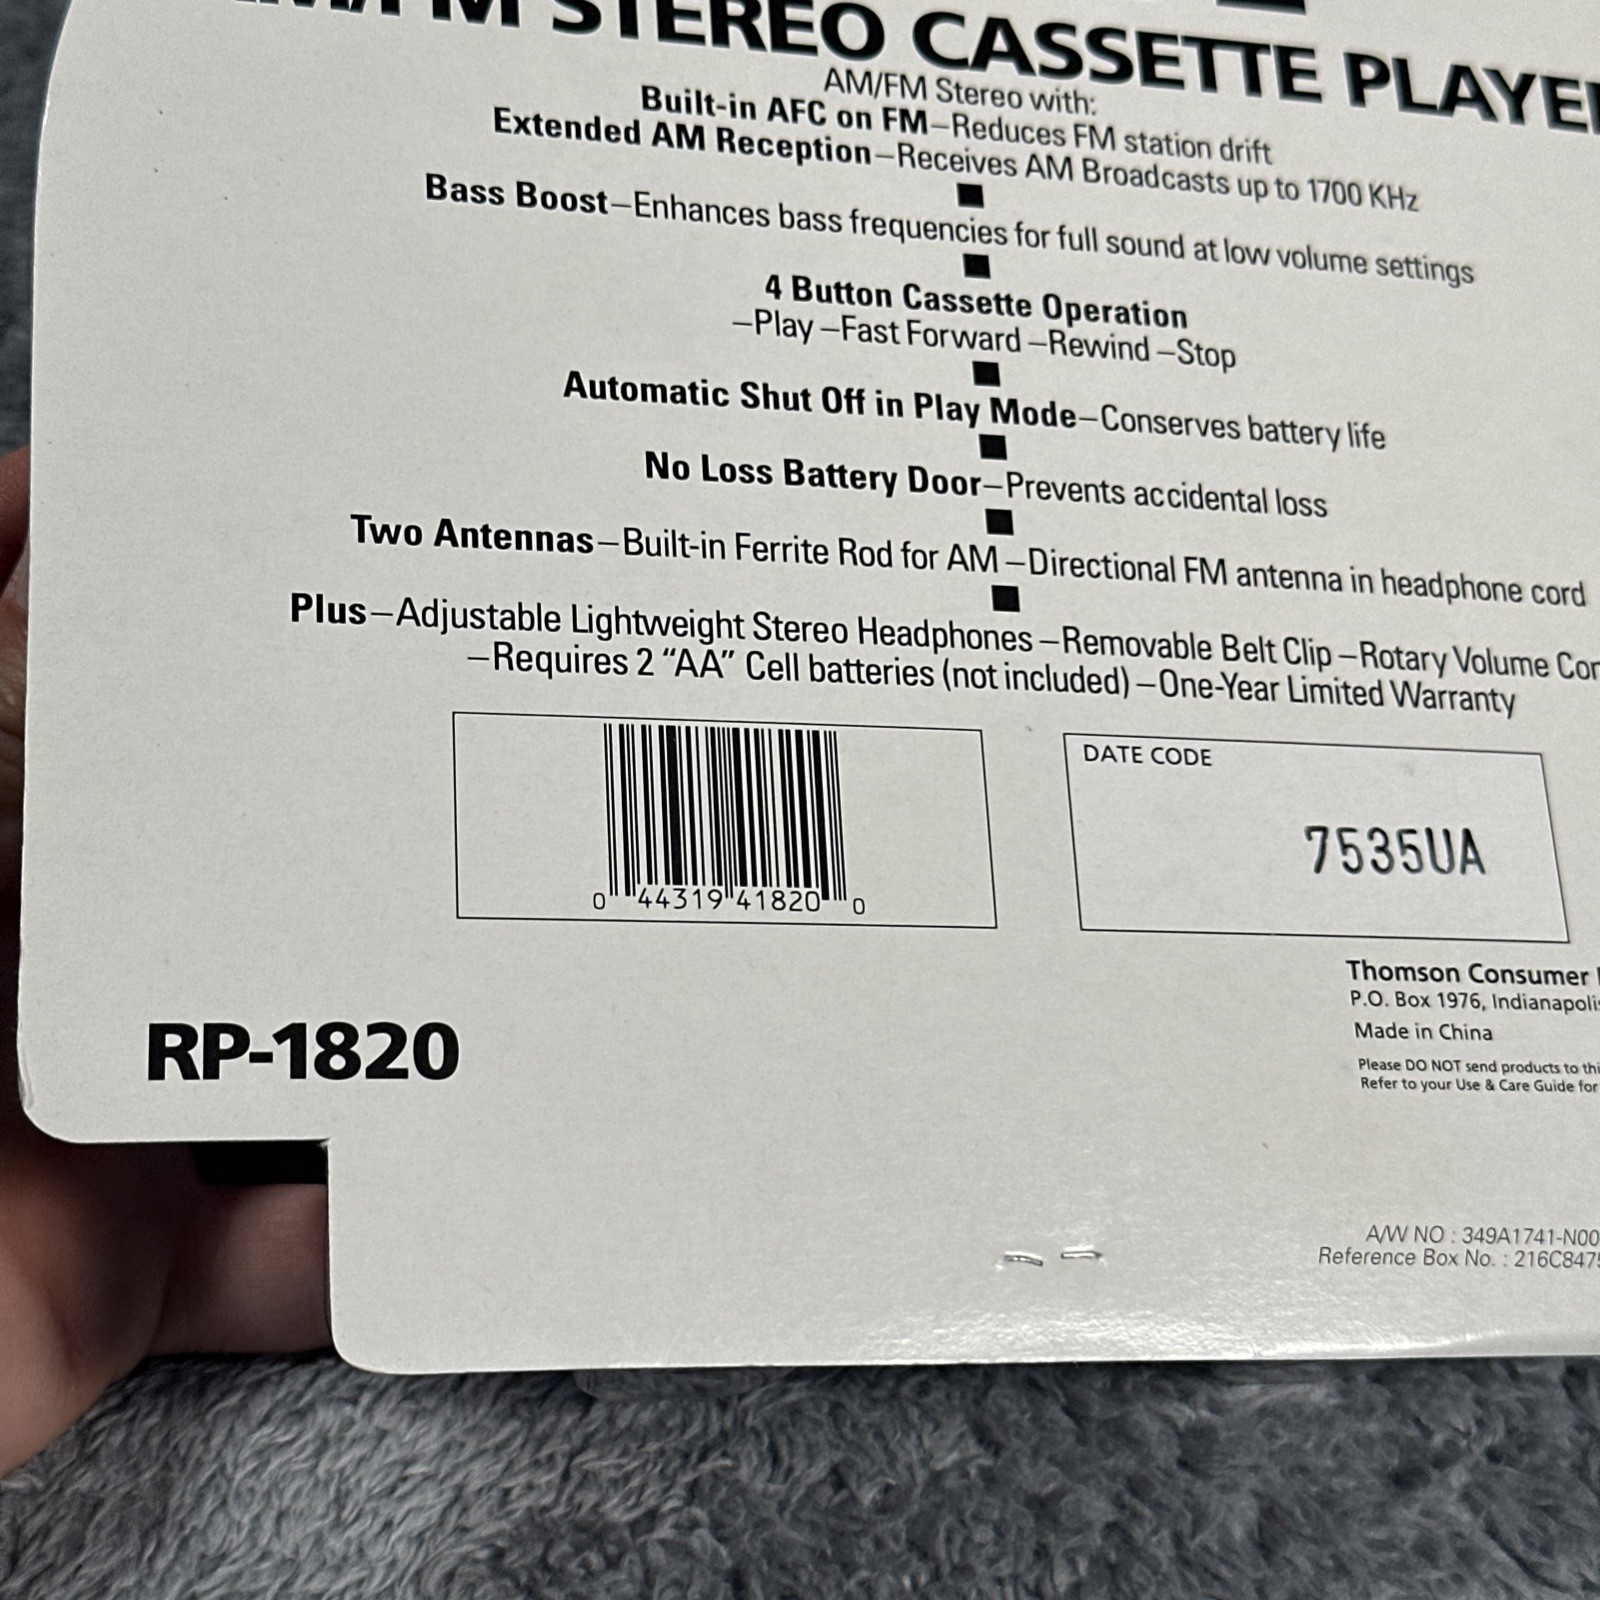 AM/FM STEREO CASSETTE PLAYER
AM/FM Stereo with:
Built-in AFC on FM–Reduces FM station drift
Extended AM Reception–Receives AM Broadcasts up to 1700 KHz
Bass Boost–Enhances bass frequencies for full sound at low volume settings
4 Button Cassette Operation
–Play –Fast Forward –Rewind –Stop
Automatic Shut Off in Play Mode–Conserves battery life
No Loss Battery Door–Prevents accidental loss
Two Antennas–Built-in Ferrite Rod for AM –Directional FM antenna in headphone cord
Plus–Adjustable Lightweight Stereo Headphones –Removable Belt Clip –Rotary Volume
–Requires 2 “AA” Cell batteries (not included) –One-Year Limited Warranty
0 44319 41820 0
DATE CODE
7535UA
Thomson Consumer
P.O. Box 1976, Indianapolis
Made in China
Please DO NOT send products to
Refer to your Use & Care Guide for
RP-1820
A/W NO : 349A1741-N00
Reference Box No. : 216C847